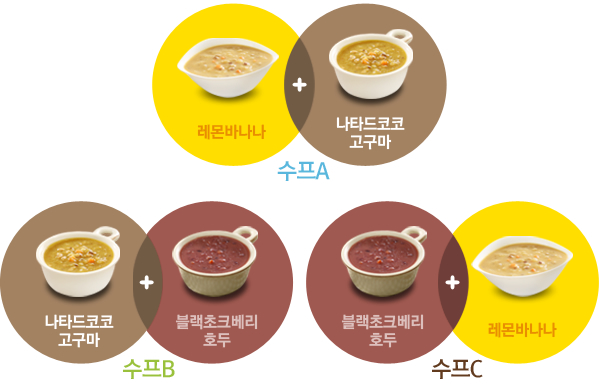 레몬바나나
+
나타드코코
고구마
수프A
나타드코코
고구마
+
블랙초크베리
호두
수프B
블랙초크베리
호두
+
레몬바나나
수프C